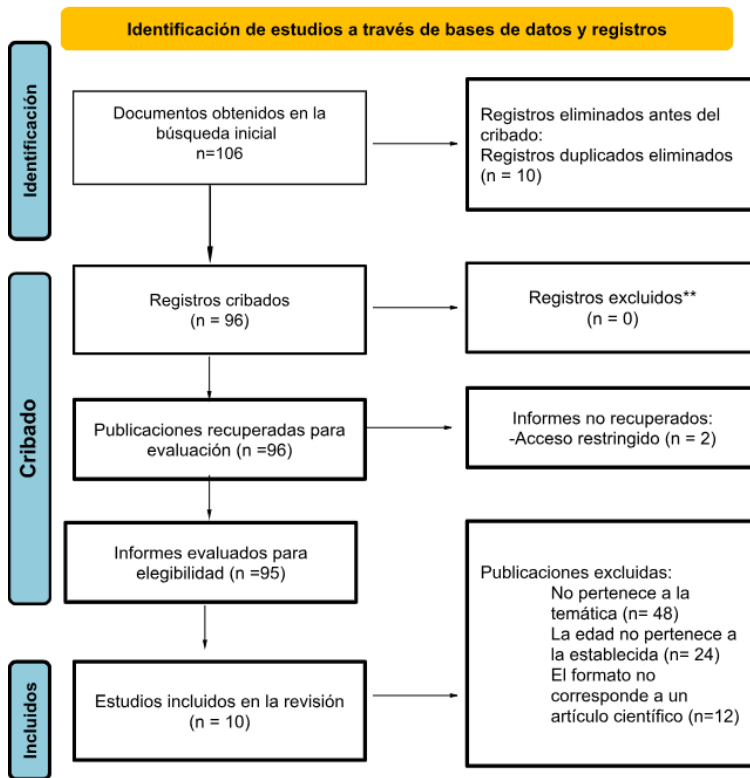 Identificación de estudios a través de bases de datos y registros
Identificación
Documentos obtenidos en la
búsqueda inicial
n=106
Registros eliminados antes del
cribado:
Registros duplicados eliminados
(n = 10)
Cribado
Registros cribados
(n = 96)
Registros excluidos**
(n = 0)
Publicaciones recuperadas para
evaluación (n =96)
Informes no recuperados:
-Acceso restringido (n = 2)
Informes evaluados para
elegibilidad (n =95)
Publicaciones excluidas:
No pertenece a la
temática (n= 48)
La edad no pertenece a
la establecida (n= 24)
El formato no
corresponde a un
artículo científico (n=12)
Incluidos
Estudios incluidos en la revisión
(n = 10)